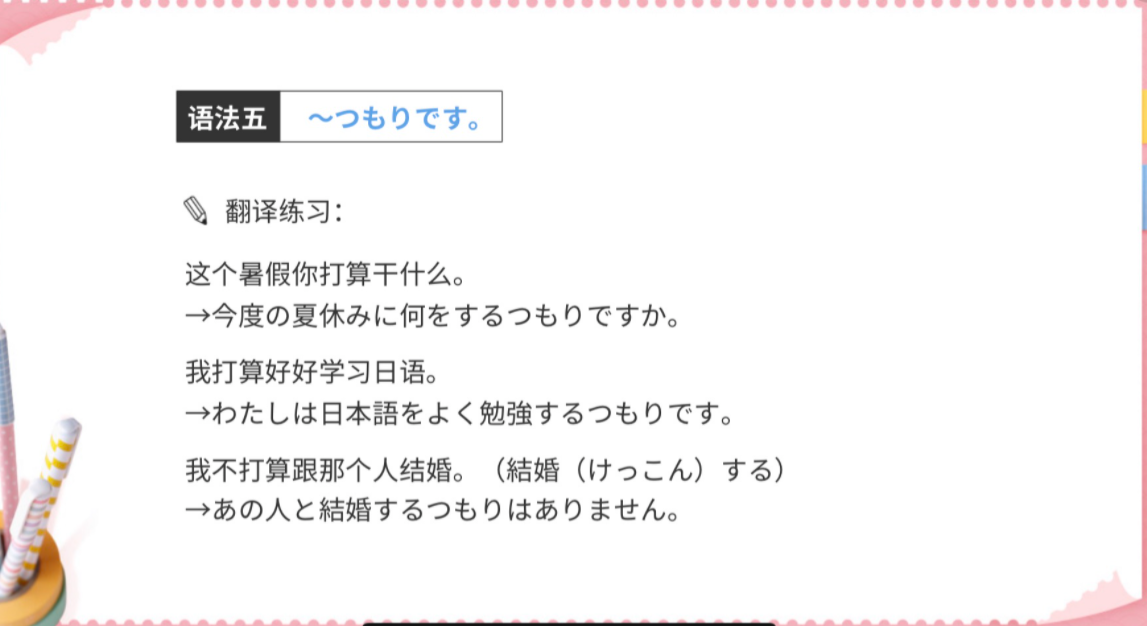 语法五 ～つもりです。
翻译练习：
这个暑假你打算干什么。
→今度の夏休みに何をするつもりですか。
我打算好好学习日语。
→わたしは日本語をよく勉強するつもりです。
我不打算跟那个人结婚。（結婚（けっこん）する）
→あの人と結婚するつもりはありません。